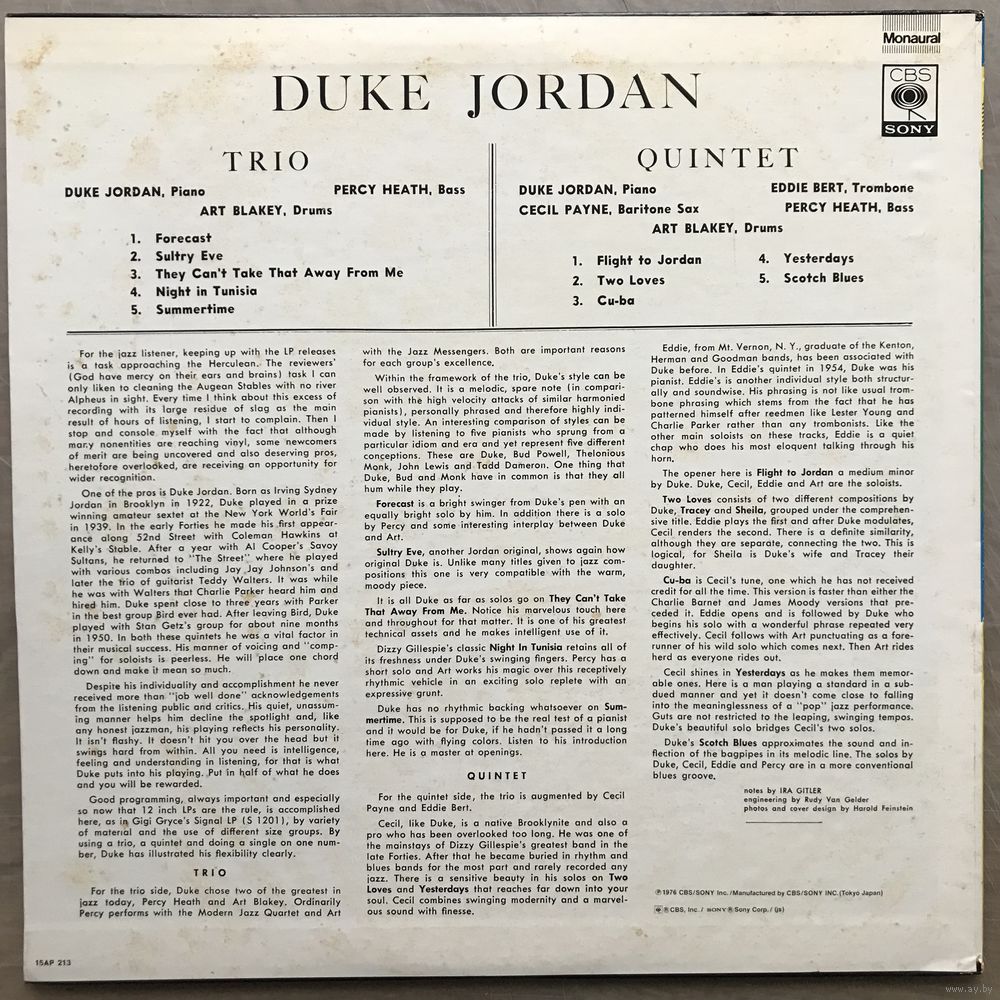 Monaural
CBS
SONY
DUKE JORDAN
TRIO
DUKE JORDAN, Piano PERCY HEATH, Bass
ART BLAKEY, Drums
1. Forecast
2. Sultry Eve
3. They Can't Take That Away From Me
4. Night in Tunisia
5. Summertime
QUINTET
DUKE JORDAN, Piano EDDIE BERT, Trombone
CECIL PAYNE, Baritone Sax PERCY HEATH, Bass
ART BLAKEY, Drums
1. Flight to Jordan
2. Two Loves
3. Cu-ba
4. Yesterdays
5. Scotch Blues
For the jazz listener, keeping up with the LP releases
is a task approaching the Herculean. The reviewers'
(God have mercy on their ears and brains) task I can
only liken to cleaning the Augean Stables with no river
Alpheus in sight. Every time I think about this excess of
recording with its large residue of slag as the main
result of hours of listening, I start to complain. Then I
stop and console myself with the fact that although
many nonentities are reaching vinyl, some newcomers
of merit are being uncovered and also deserving pros,
heretofore overlooked, are receiving an opportunity for
wider recognition.
One of the pros is Duke Jordan. Born as Irving Sydney
Jordan in Brooklyn in 1922, Duke played in a prize
winning amateur sextet at the New York World's Fair
in 1939. In the early Forties he made his first appear-
ance along 52nd Street with Coleman Hawkins at
Kelly's Stable. After a year with Al Cooper's Savoy
Sultans, he returned to "The Street" where he played
with various combos including Jay Jay Johnson's and
later the trio of guitarist Teddy Walters. It was while
he was with Walters that Charlie Parker heard him and
hired him. Duke spent close to three years with Parker
in the best group Bird ever had. After leaving Bird, Duke
played with Stan Getz's group for about nine months
in 1950. In both these quintets he was a vital factor in
their musical success. His manner of voicing and "comp-
ing" for soloists is peerless. He will place one chord
down and make it mean so much.
Despite his individuality and accomplishment he never
received more than "job well done" acknowledgements
from the listening public and critics. His quiet, unassum-
ing manner helps him decline the spotlight and, like
any honest jazzman, his playing reflects his personality.
It isn't flashy. It doesn't hit you over the head but it
swings hard from within. All you need is intelligence,
feeling and understanding in listening, for that is what
Duke puts into his playing. Put in half of what he does
and you will be rewarded.
Good programming, always important and especially
so now that 12 inch LPs are the rule, is accomplished
here, as in Gigi Gryce's Signal LP (S 1201), by variety
of material and the use of different size groups. By
using a trio, a quintet and doing a single on one num-
ber, Duke has illustrated his flexibility clearly.
TRIO
For the trio side, Duke chose two of the greatest in
jazz today, Percy Heath and Art Blakey. Ordinarily
Percy performs with the Modern Jazz Quartet and Art
with the Jazz Messengers. Both are important reasons
for each group's excellence.
Within the framework of the trio, Duke's style can be
well observed. It is a melodic, spare note (in compari-
son with the high velocity attacks of similar harmonied
pianists), personally phrased and therefore highly indi-
vidual style. An interesting comparison of styles can be
made by listening to five pianists who sprung from a
particular idiom and era and yet represent five different
conceptions. These are Duke, Bud Powell, Thelonious
Monk, John Lewis and Tadd Dameron. One thing that
Duke, Bud and Monk have in common is that they all
hum while they play.
Forecast is a bright swinger from Duke's pen with an
equally bright solo by him. In addition there is a solo
by Percy and some interesting interplay between Duke
and Art.
Sultry Eve, another Jordan original, shows again how
original Duke is. Unlike many titles given to jazz com-
positions this one is very compatible with the warm,
moody piece.
It is all Duke as far as solos go on They Can't Take
That Away From Me. Notice his marvelous touch here
and throughout for that matter. It is one of his greatest
technical assets and he makes intelligent use of it.
Dizzy Gillespie's classic Night In Tunisia retains all of
its freshness under Duke's swinging fingers. Percy has a
short solo and Art works his magic over this receptively
rhythmic vehicle in an exciting solo replete with an
expressive grunt.
Duke has no rhythmic backing whatsoever on Sum-
mertime. This is supposed to be the real test of a pianist
and it would be for Duke, if he hadn't passed it a long
time ago with flying colors. Listen to his introduction
here. He is a master at openings.
QUINTET
For the quintet side, the trio is augmented by Cecil
Payne and Eddie Bert.
Cecil, like Duke, is a native Brooklynite and also a
pro who has been overlooked too long. He was one of
the mainstays of Dizzy Gillespie's greatest band in the
late Forties. After that he became buried in rhythm and
blues bands for the most part and rarely recorded any
jazz. There is a sensitive beauty in his solos on Two
Loves and Yesterdays that reaches far down into your
soul. Cecil combines swinging modernity and a marvel-
ous sound with finesse.
Eddie, from Mt. Vernon, N. Y., graduate of the Kenton,
Herman and Goodman bands, has been associated with
Duke before. In Eddie's quintet in 1954, Duke was his
pianist. Eddie's is another individual style both structur-
ally and soundwise. His phrasing is not like usual trom-
bone phrasing which stems from the fact that he has
patterned himself after reedmen like Lester Young and
Charlie Parker rather than any trombonists. Like the
other main soloists on these tracks, Eddie is a quiet
chap who does his most eloquent talking through his
horn.
The opener here is Flight to Jordan a medium minor
by Duke. Duke, Cecil, Eddie and Art are the soloists.
Two Loves consists of two different compositions by
Duke, Tracey and Sheila, grouped under the comprehen-
sive title. Eddie plays the first and after Duke modulates,
Cecil renders the second. There is a definite similarity,
although they are separate, connecting the two. This is
logical, for Sheila is Duke's wife and Tracey their
daughter.
Cu-ba is Cecil's tune, one which he has not received
credit for all the time. This version is faster than either the
Charlie Barnet and James Moody versions that pre-
ceded it. Eddie opens and is followed by Duke who
begins his solo with a wonderful phrase repeated very
effectively. Cecil follows with Art punctuating as a fore-
runner of his wild solo which comes next. Then Art rides
herd as everyone rides out.
Cecil shines in Yesterdays as he makes them memor-
able ones. Here is a man playing a standard in a sub-
dued manner and yet it doesn't come close to falling
into the meaninglessness of a "pop" jazz performance.
Guts are not restricted to the leaping, swinging tempos.
Duke's beautiful solo bridges Cecil's two solos.
Duke's Scotch Blues approximates the sound and in-
flection of the bagpipes in its melodic line. The solos by
Duke, Cecil, Eddie and Percy are in a more conventional
blues groove.
notes by IRA GITLER
engineering by Rudy Van Gelder
photos and cover design by Harold Feinstein
℗1976 CBS/SONY Inc./Manufactured by CBS/SONY INC.(Tokyo Japan)
®CBS, Inc./ SONY®Sony Corp./(js)
15AP 213
www.ay.by